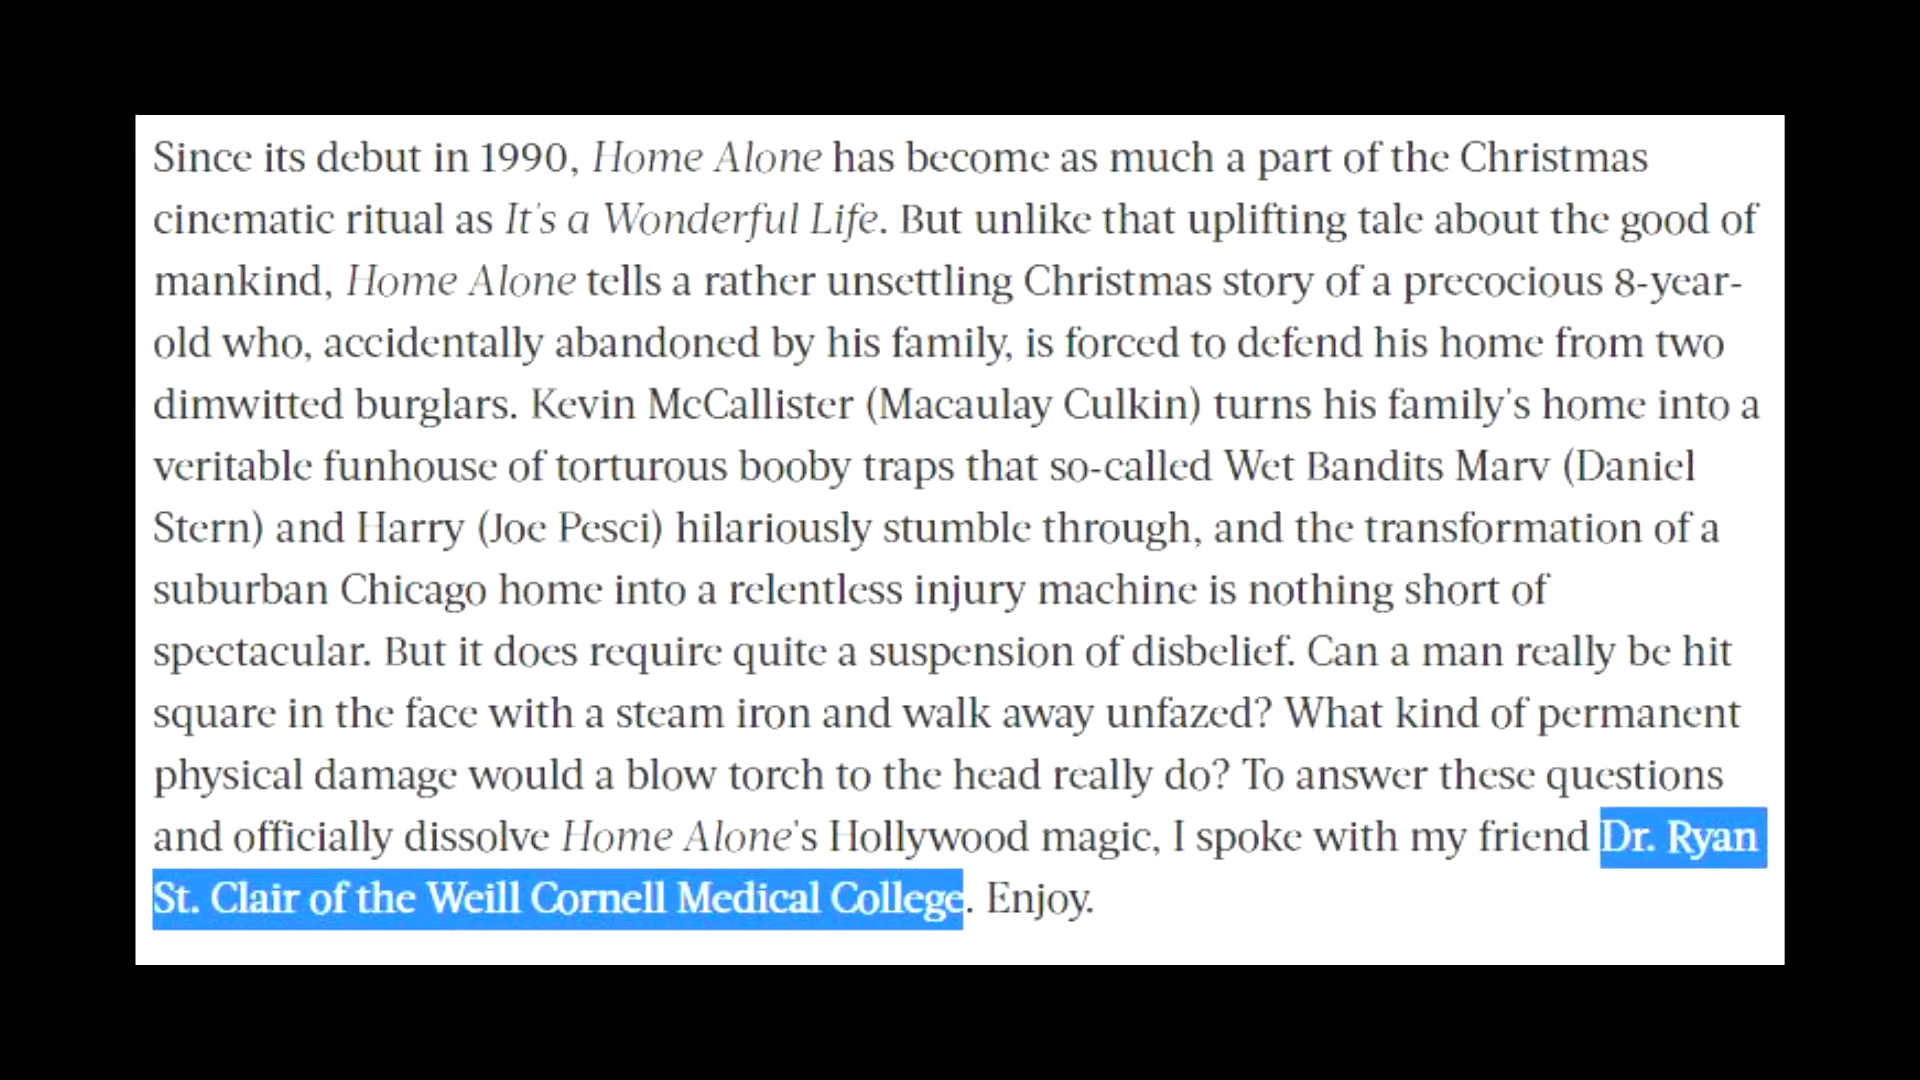 Since its debut in 1990, Home Alone has become as much a part of the Christmas
cinematic ritual as It's a Wonderful Life. But unlike that uplifting tale about the good of
mankind, Home Alone tells a rather unsettling Christmas story of a precocious 8-year-
old who, accidentally abandoned by his family, is forced to defend his home from two
dimwitted burglars. Kevin McCallister (Macaulay Culkin) turns his family's home into a
veritable funhouse of torturous booby traps that so-called Wet Bandits Marv (Daniel
Stern) and Harry (Joe Pesci) hilariously stumble through, and the transformation of a
suburban Chicago home into a relentless injury machine is nothing short of
spectacular. But it does require quite a suspension of disbelief. Can a man really be hit
square in the face with a steam iron and walk away unfazed? What kind of permanent
physical damage would a blow torch to the head really do? To answer these questions
and officially dissolve Home Alone's Hollywood magic, I spoke with my friend Dr. Ryan
St. Clair of the Weill Cornell Medical College. Enjoy.